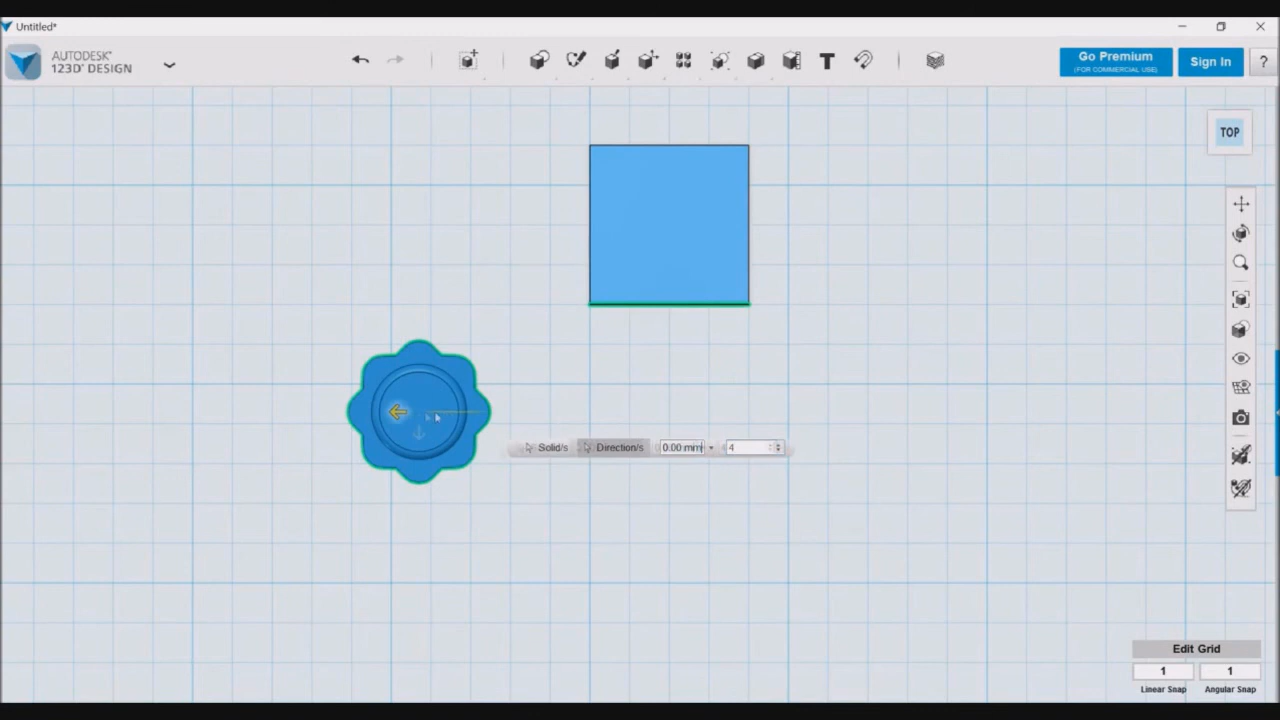 Untitled*
AUTODESK®
123D® DESIGN
T
Go Premium
(FOR COMMERCIAL USE)
Sign In
?
TOP
Solid/s
Direction/s
0.00 mm
4
Edit Grid
1
1
Linear Snap
Angular Snap